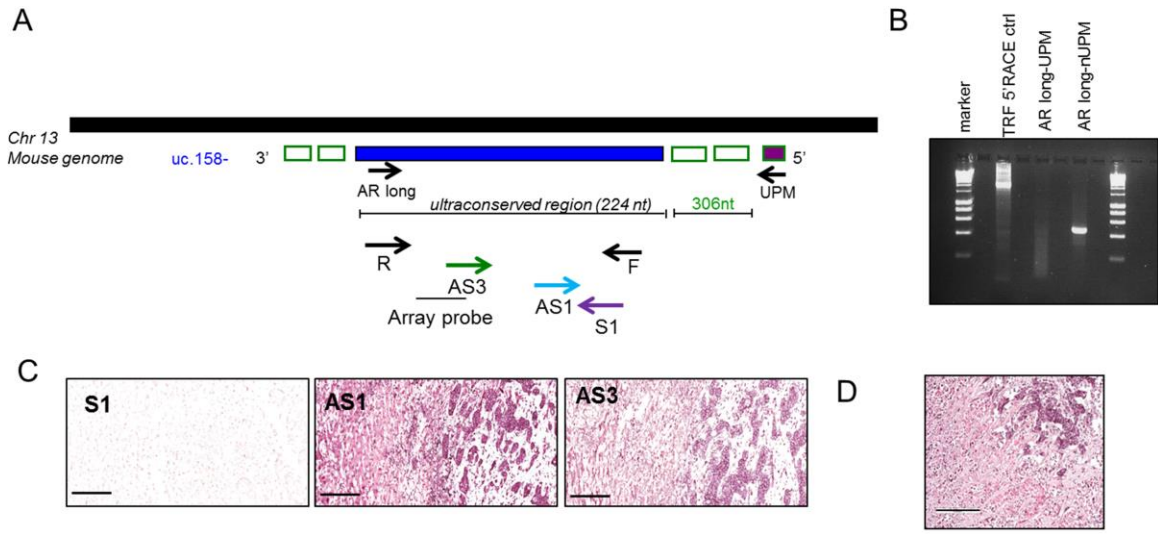 A
Chr 13
Mouse genome
uc.158-
3’
5’
AR long
UPM
ultraconserved region (224 nt)
306nt
R
F
AS3
AS1
Array probe
S1
B
marker
TRF 5’RACE ctrl
AR long-UPM
AR long-nUPM
C
S1
AS1
AS3
D